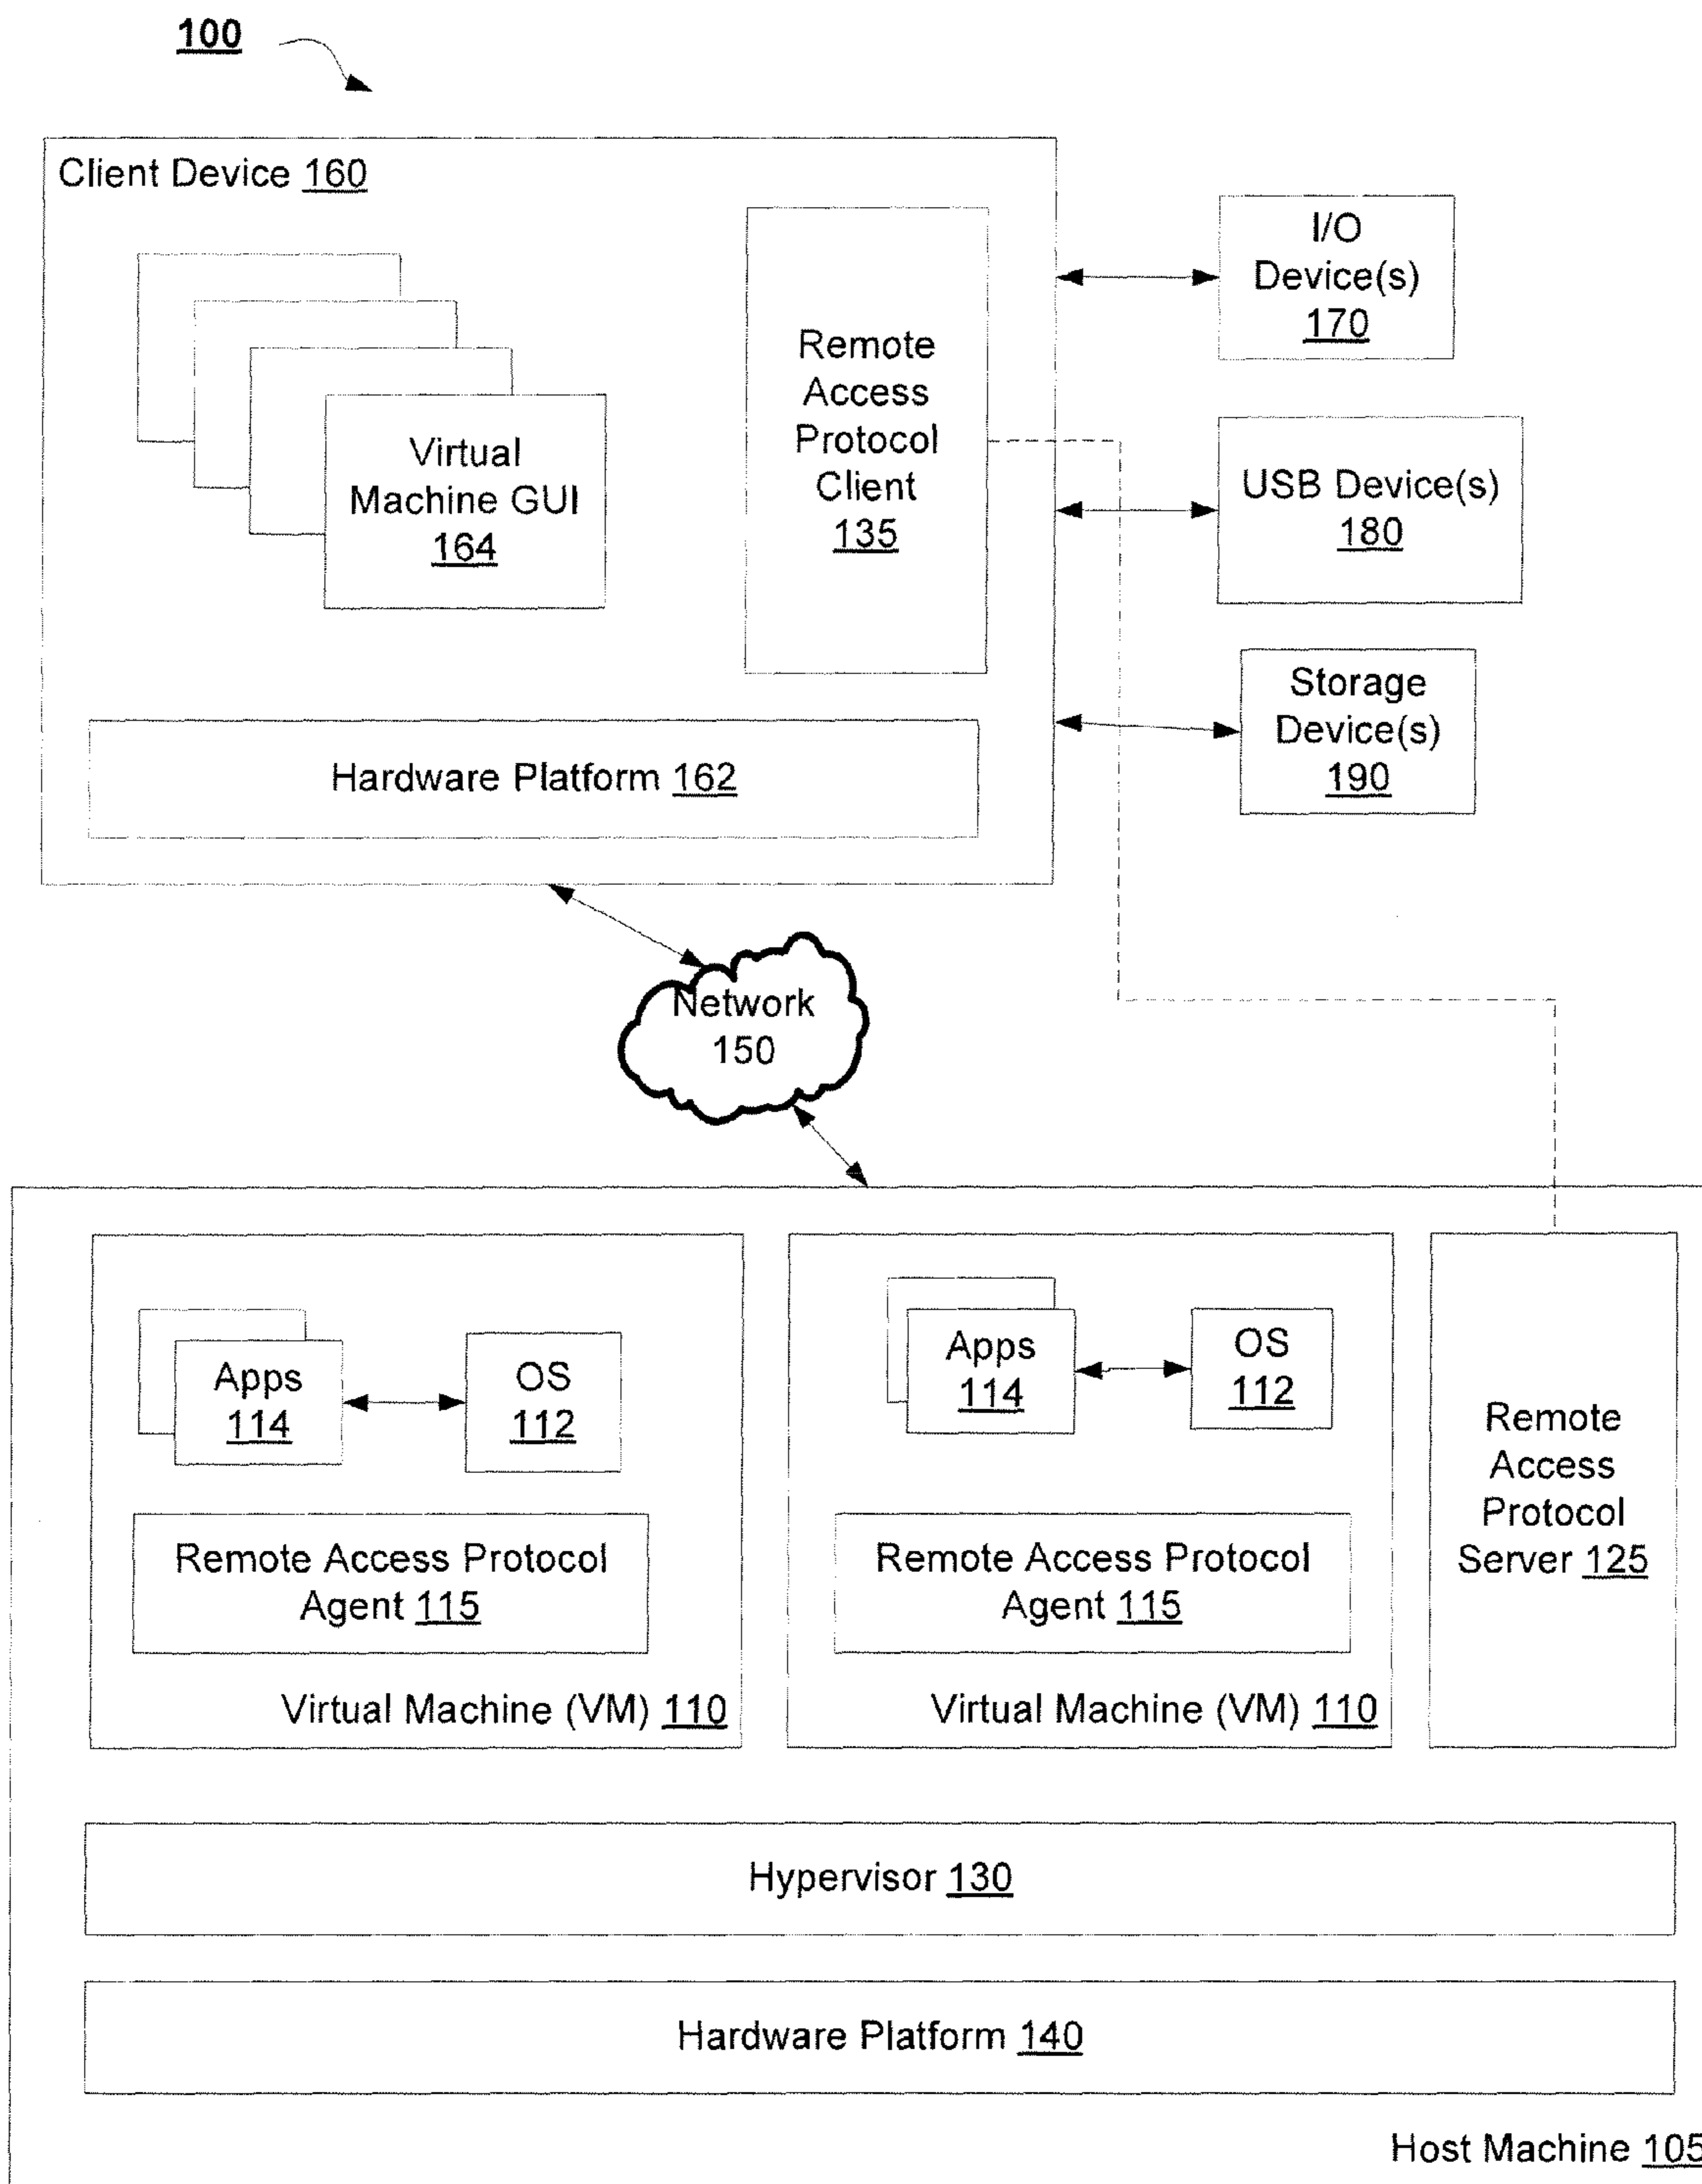 100
Client Device 160
Virtual
Machine GUI
164
Remote
Access
Protocol
Client
135
Hardware Platform 162
I/O
Device(s)
170
USB Device(s)
180
Storage
Device(s)
190
Network
150
Apps
114
OS
112
Remote Access Protocol
Agent 115
Virtual Machine (VM) 110
Apps
114
OS
112
Remote Access Protocol
Agent 115
Virtual Machine (VM) 110
Remote
Access
Protocol
Server 125
Hypervisor 130
Hardware Platform 140
Host Machine 105